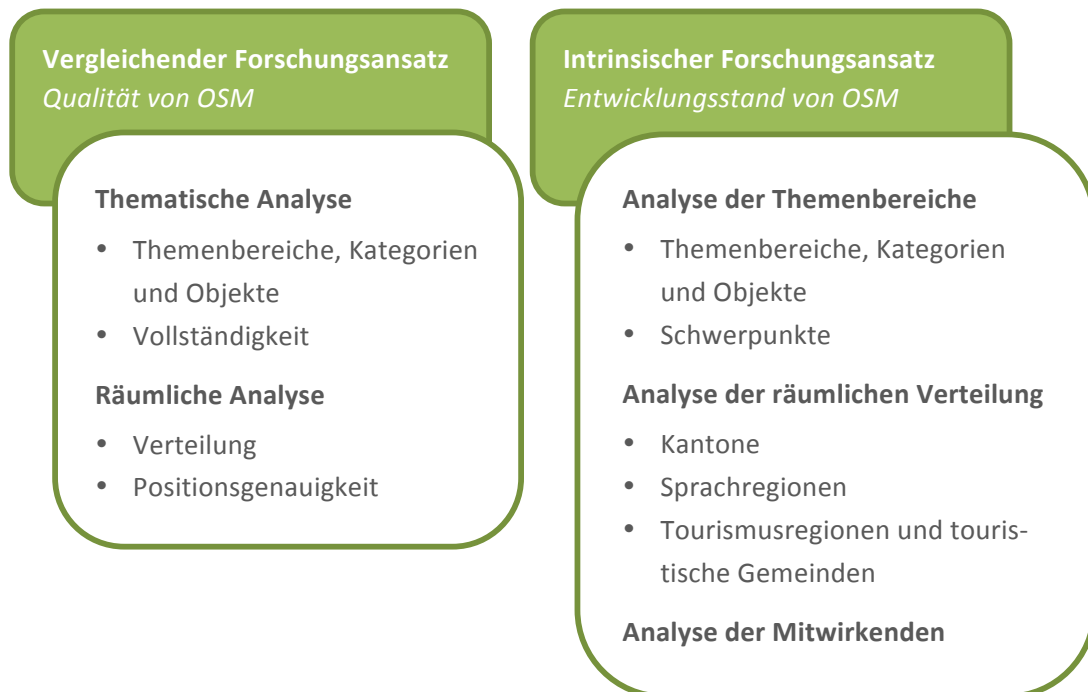 Vergleichender Forschungsansatz
Qualität von OSM
Thematische Analyse
• Themenbereiche, Kategorien
und Objekte
• Vollständigkeit
Räumliche Analyse
• Verteilung
• Positionsgenauigkeit
Intrinsischer Forschungsansatz
Entwicklungsstand von OSM
Analyse der Themenbereiche
• Themenbereiche, Kategorien
und Objekte
• Schwerpunkte
Analyse der räumlichen Verteilung
• Kantone
• Sprachregionen
• Tourismusregionen und touris-
tische Gemeinden
Analyse der Mitwirkenden